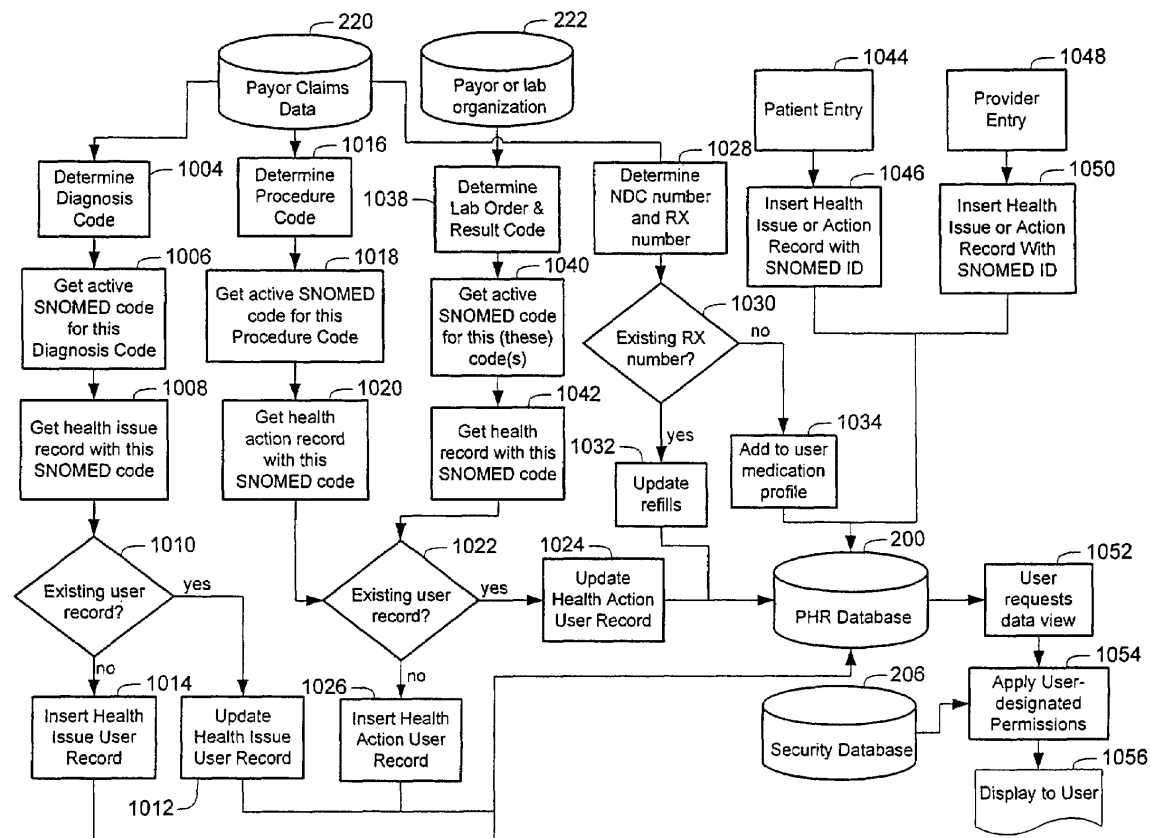 220
222
Payor Claims
Data
Payor or lab
organization
1044
Patient Entry
1048
Provider
Entry
1004
Determine
Diagnosis
Code
1016
Determine
Procedure
Code
1038
Determine
Lab Order &
Result Code
1028
Determine
NDC number
and RX
number
1046
Insert Health
Issue or Action
Record with
SNOMED ID
1050
Insert Health
Issue or Action
Record With
SNOMED ID
1006
Get active
SNOMED code
for this
Diagnosis Code
1018
Get active SNOMED
code for this
Procedure Code
1040
Get active
SNOMED code
for this (these)
code(s)
1030
Existing RX
number?
no
yes
1008
Get health issue
record with this
SNOMED code
1020
Get health
action record
with this
SNOMED code
1042
Get health
record with this
SNOMED code
1032
Update
refills
1034
Add to user
medication
profile
1010
Existing user
record?
yes
no
1022
Existing user
record?
yes
no
1024
Update
Health Action
User Record
200
PHR Database
1052
User
requests
data view
1014
Insert Health
Issue User
Record
1012
Update
Health Issue
User Record
1026
Insert Health
Action User
Record
206
Security Database
1054
Apply User-
designated
Permissions
1056
Display to User